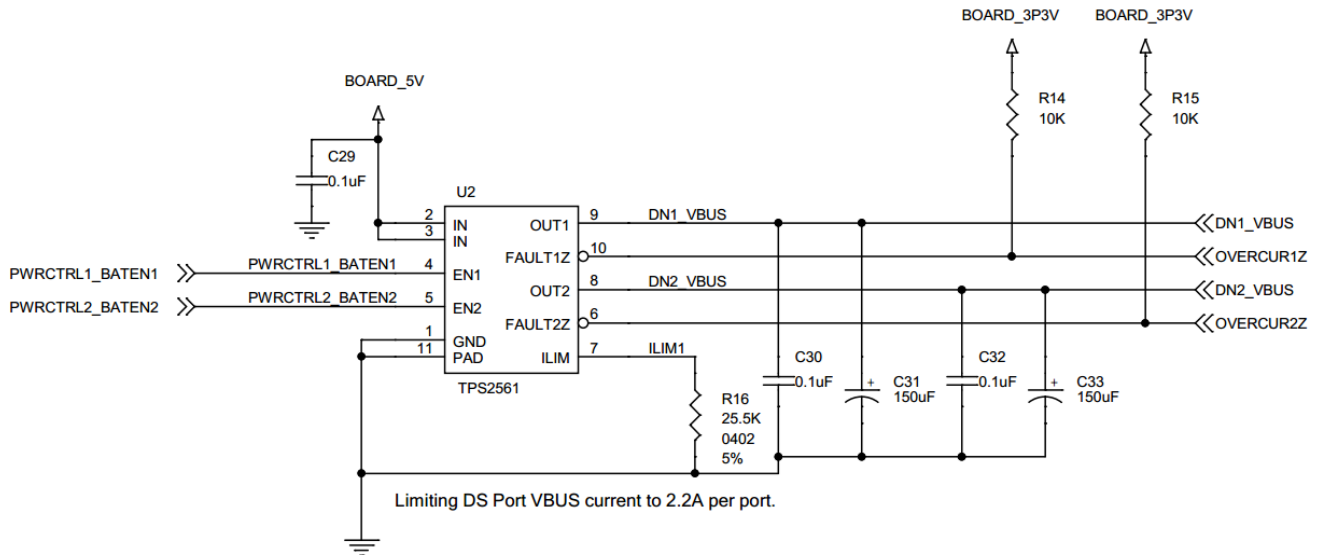 BOARD_3P3V
BOARD_3P3V
BOARD_5V
R14
10K
R15
10K
C29
0.1uF
U2
2
IN
OUT1
9
DN1_VBUS
DN1_VBUS
3
IN
FAULT1Z
10
OVERCUR1Z
PWRCTRL1_BATEN1
PWRCTRL1_BATEN1
4
EN1
OUT2
8
DN2_VBUS
DN2_VBUS
PWRCTRL2_BATEN2
PWRCTRL2_BATEN2
5
EN2
FAULT2Z
6
OVERCUR2Z
1
GND
11
PAD
ILIM
7
ILIM1
TPS2561
C30
0.1uF
+
C31
150uF
C32
0.1uF
+
C33
150uF
R16
25.5K
0402
5%
Limiting DS Port VBUS current to 2.2A per port.